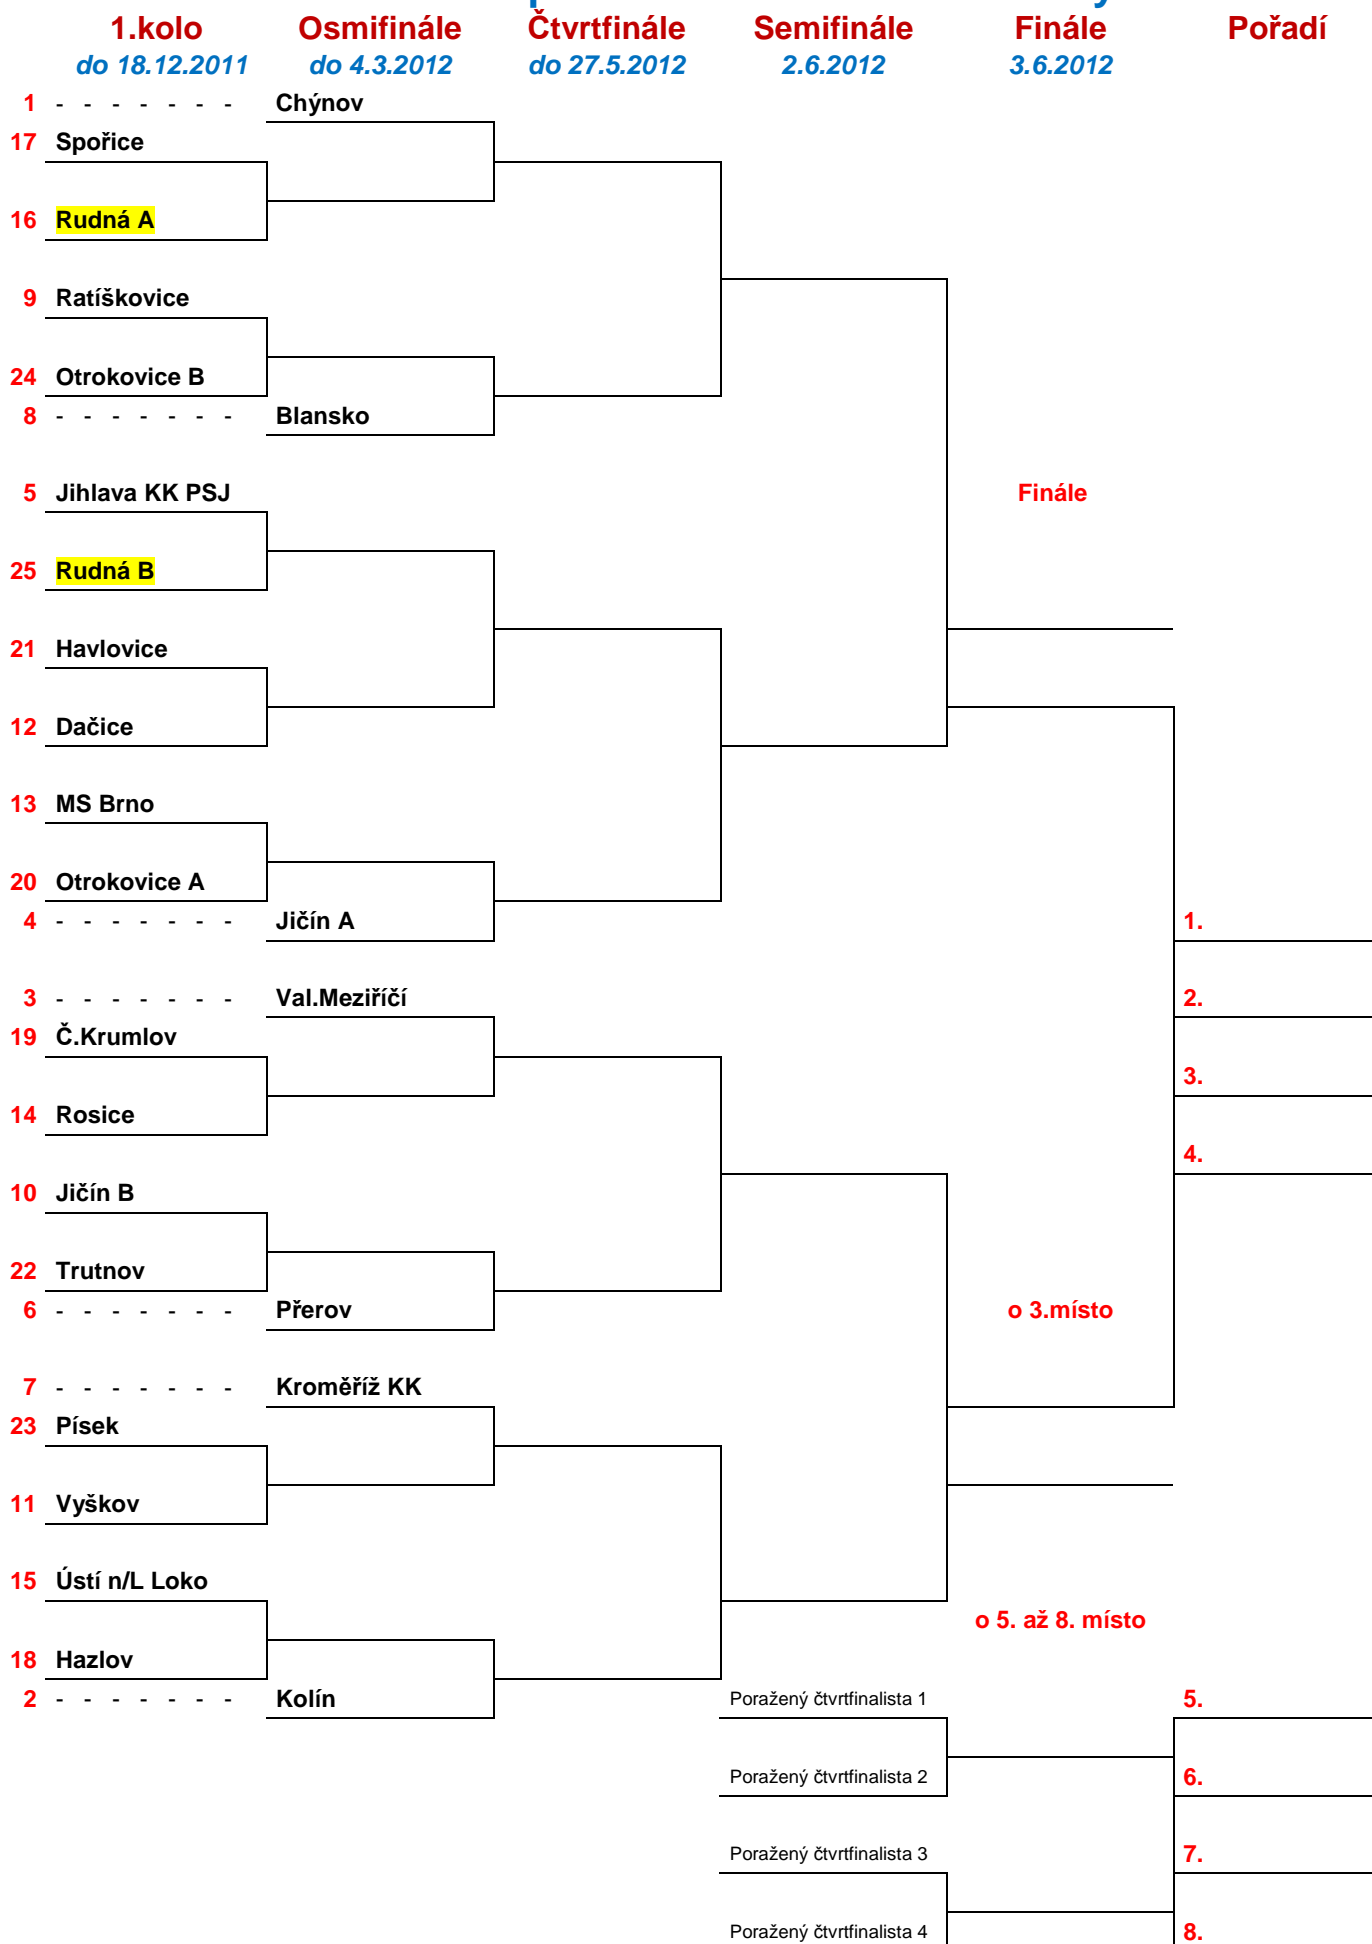 1.kolo Osmifinále Čtvrtfinále Semifinále Finále Pořadí
do 18.12.2011 do 4.3.2012 do 27.5.2012 2.6.2012 3.6.2012
1 - - - - - - - Chýnov
17 Spořice
16 Rudná A
9 Ratíškovice
24 Otrokovice B
8 - - - - - - - Blansko
5 Jihlava KK PSJ Finále
25 Rudná B
21 Havlovice
12 Dačice
13 MS Brno
20 Otrokovice A
4 - - - - - - - Jičín A 1.
3 - - - - - - - Val.Meziříčí 2.
19 Č.Krumlov
3.
14 Rosice
4.
10 Jičín B
22 Trutnov
6 - - - - - - - Přerov o 3.místo
7 - - - - - - - Kroměříž KK
23 Písek
11 Vyškov
15 Ústí n/L Loko
o 5. až 8. místo
18 Hazlov
2 - - - - - - - Kolín Poražený čtvrtfinalista 1 5.
Poražený čtvrtfinalista 2 6.
Poražený čtvrtfinalista 3 7.
Poražený čtvrtfinalista 4 8.